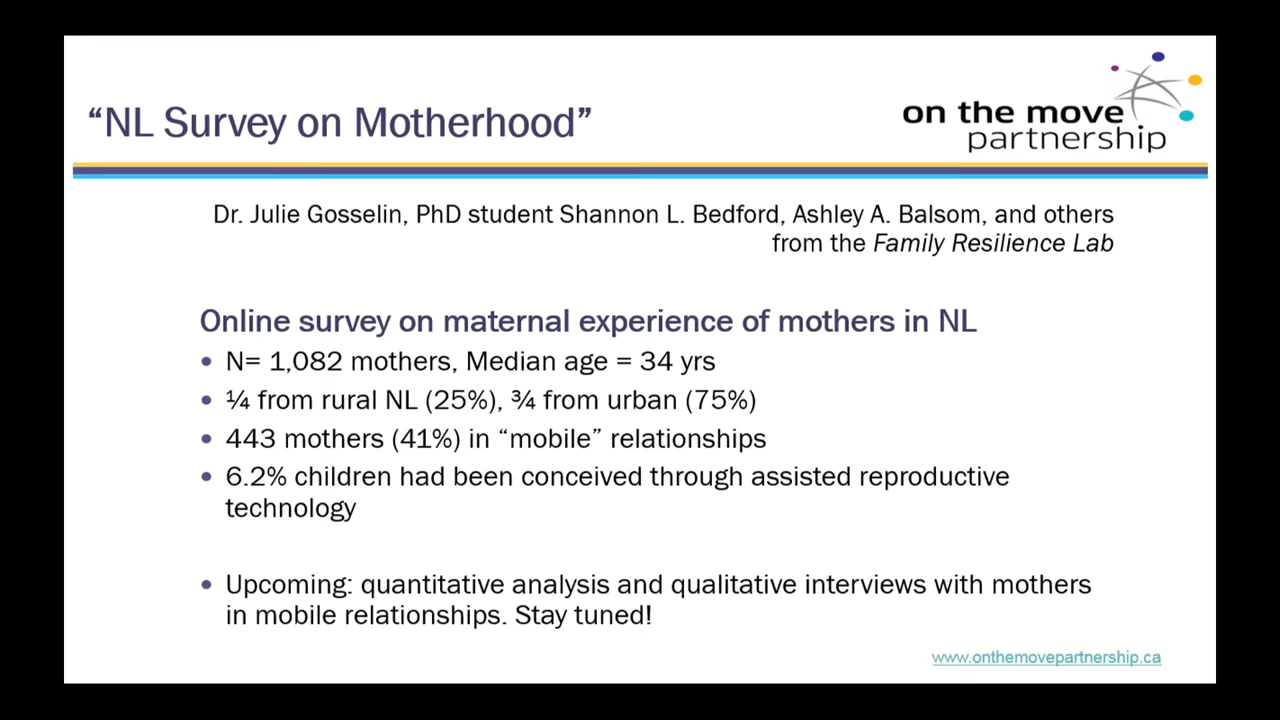 “NL Survey on Motherhood”
on the move
partnership
Dr. Julie Gosselin, PhD student Shannon L. Bedford, Ashley A. Balsom, and others
from the Family Resilience Lab
Online survey on maternal experience of mothers in NL
• N= 1,082 mothers, Median age = 34 yrs
• ¼ from rural NL (25%), ¾ from urban (75%)
• 443 mothers (41%) in “mobile” relationships
• 6.2% children had been conceived through assisted reproductive
technology
• Upcoming: quantitative analysis and qualitative interviews with mothers
in mobile relationships. Stay tuned!
www.onthemovepartnership.ca